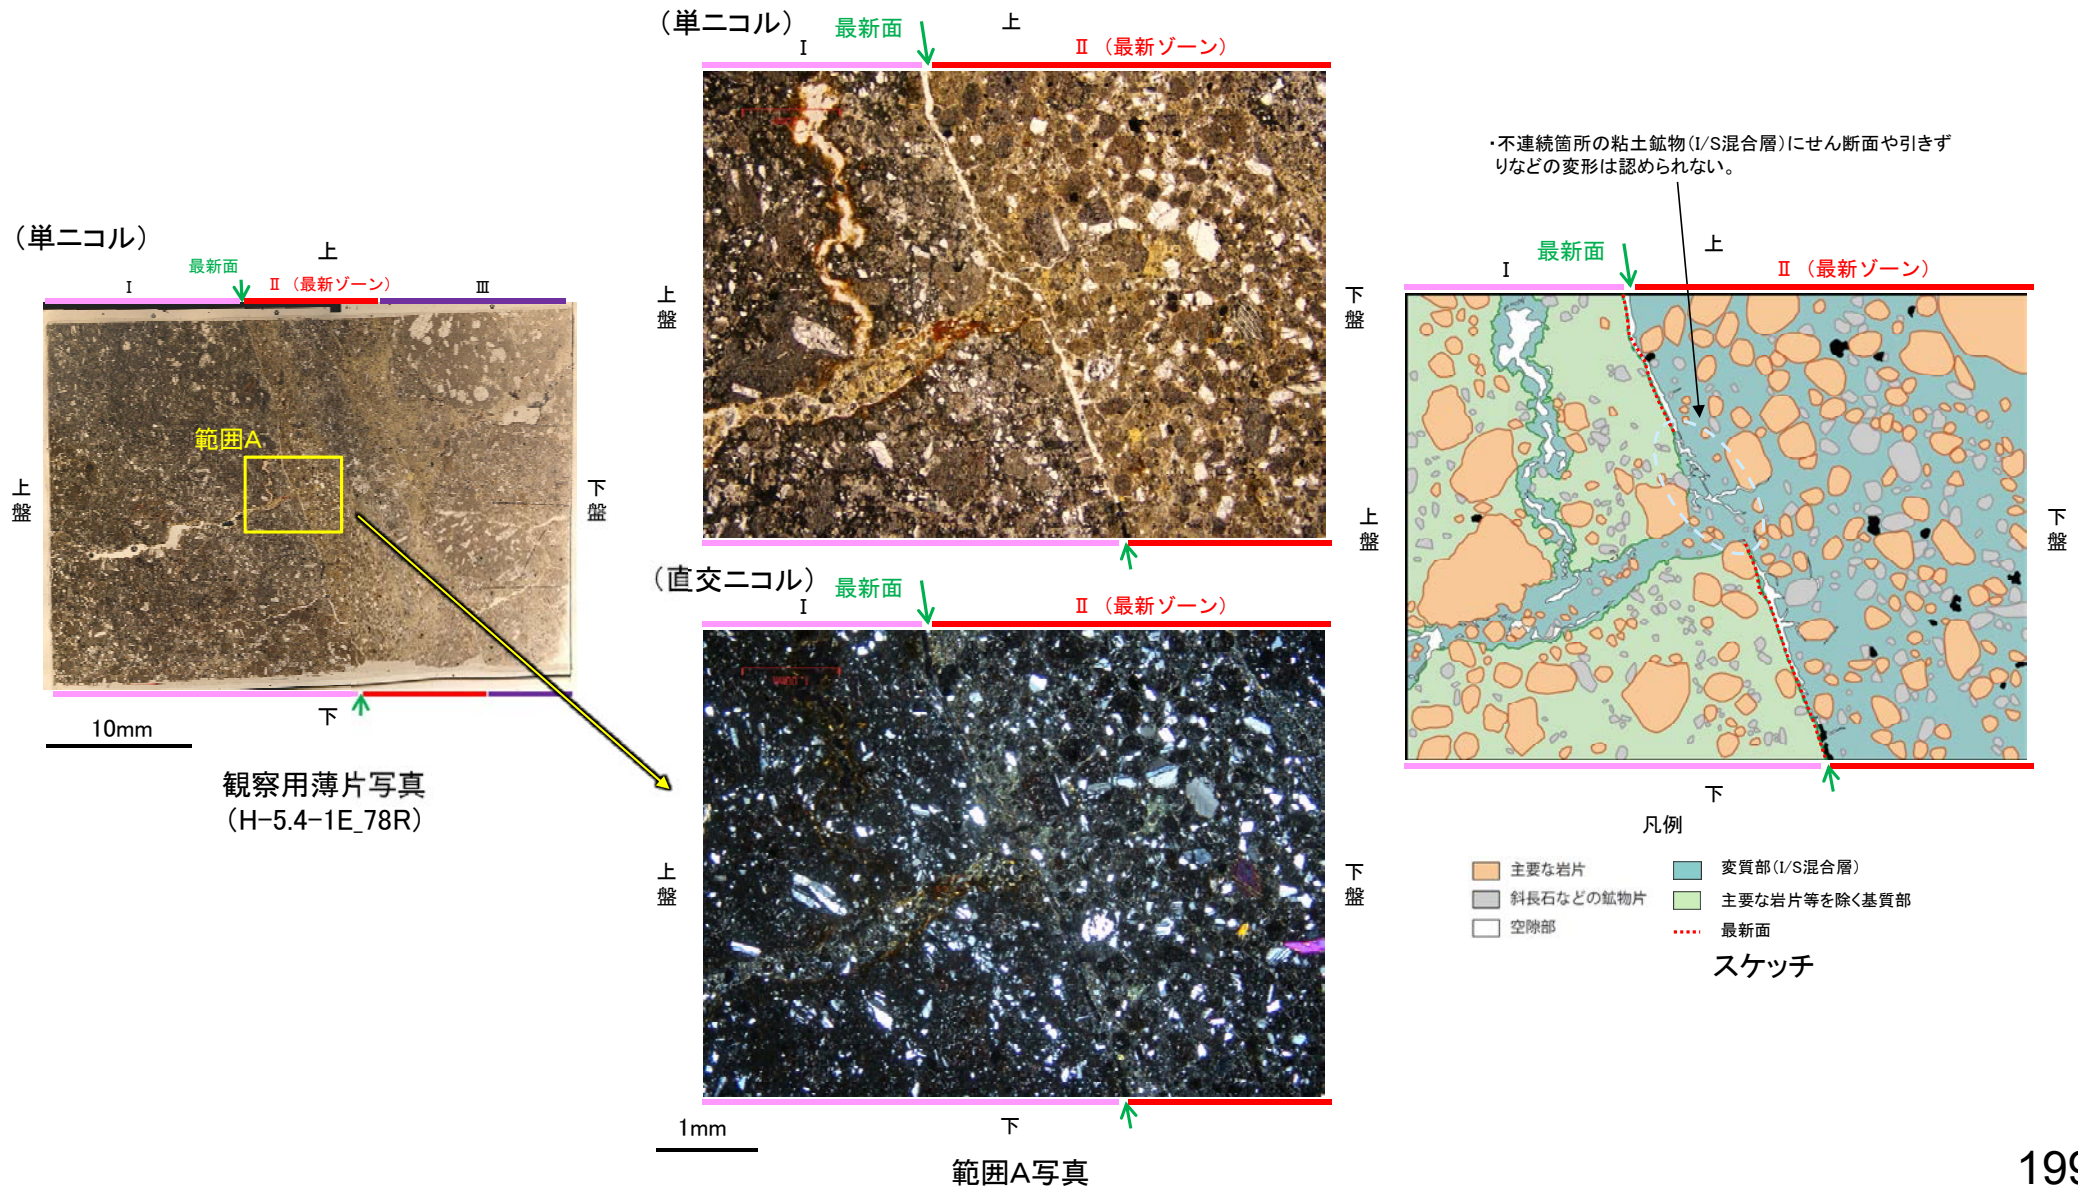 (単ニコル)
上
最新面
Ⅰ
Ⅱ (最新ゾーン)
Ⅲ
上盤
下盤
範囲A
下
10mm
観察用薄片写真
(H-5.4-1E_78R)
(単ニコル)
最新面
上
Ⅰ
Ⅱ (最新ゾーン)
上盤
下盤
(直交ニコル)
最新面
Ⅰ
Ⅱ (最新ゾーン)
上盤
下盤
下
1mm
範囲A写真
・不連続箇所の粘土鉱物(I/S混合層)にせん断面や引きず
りなどの変形は認められない。
最新面
上
Ⅰ
Ⅱ (最新ゾーン)
上盤
下盤
下
凡例
主要な岩片
斜長石などの鉱物片
空隙部
変質部(I/S混合層)
主要な岩片等を除く基質部
最新面
スケッチ